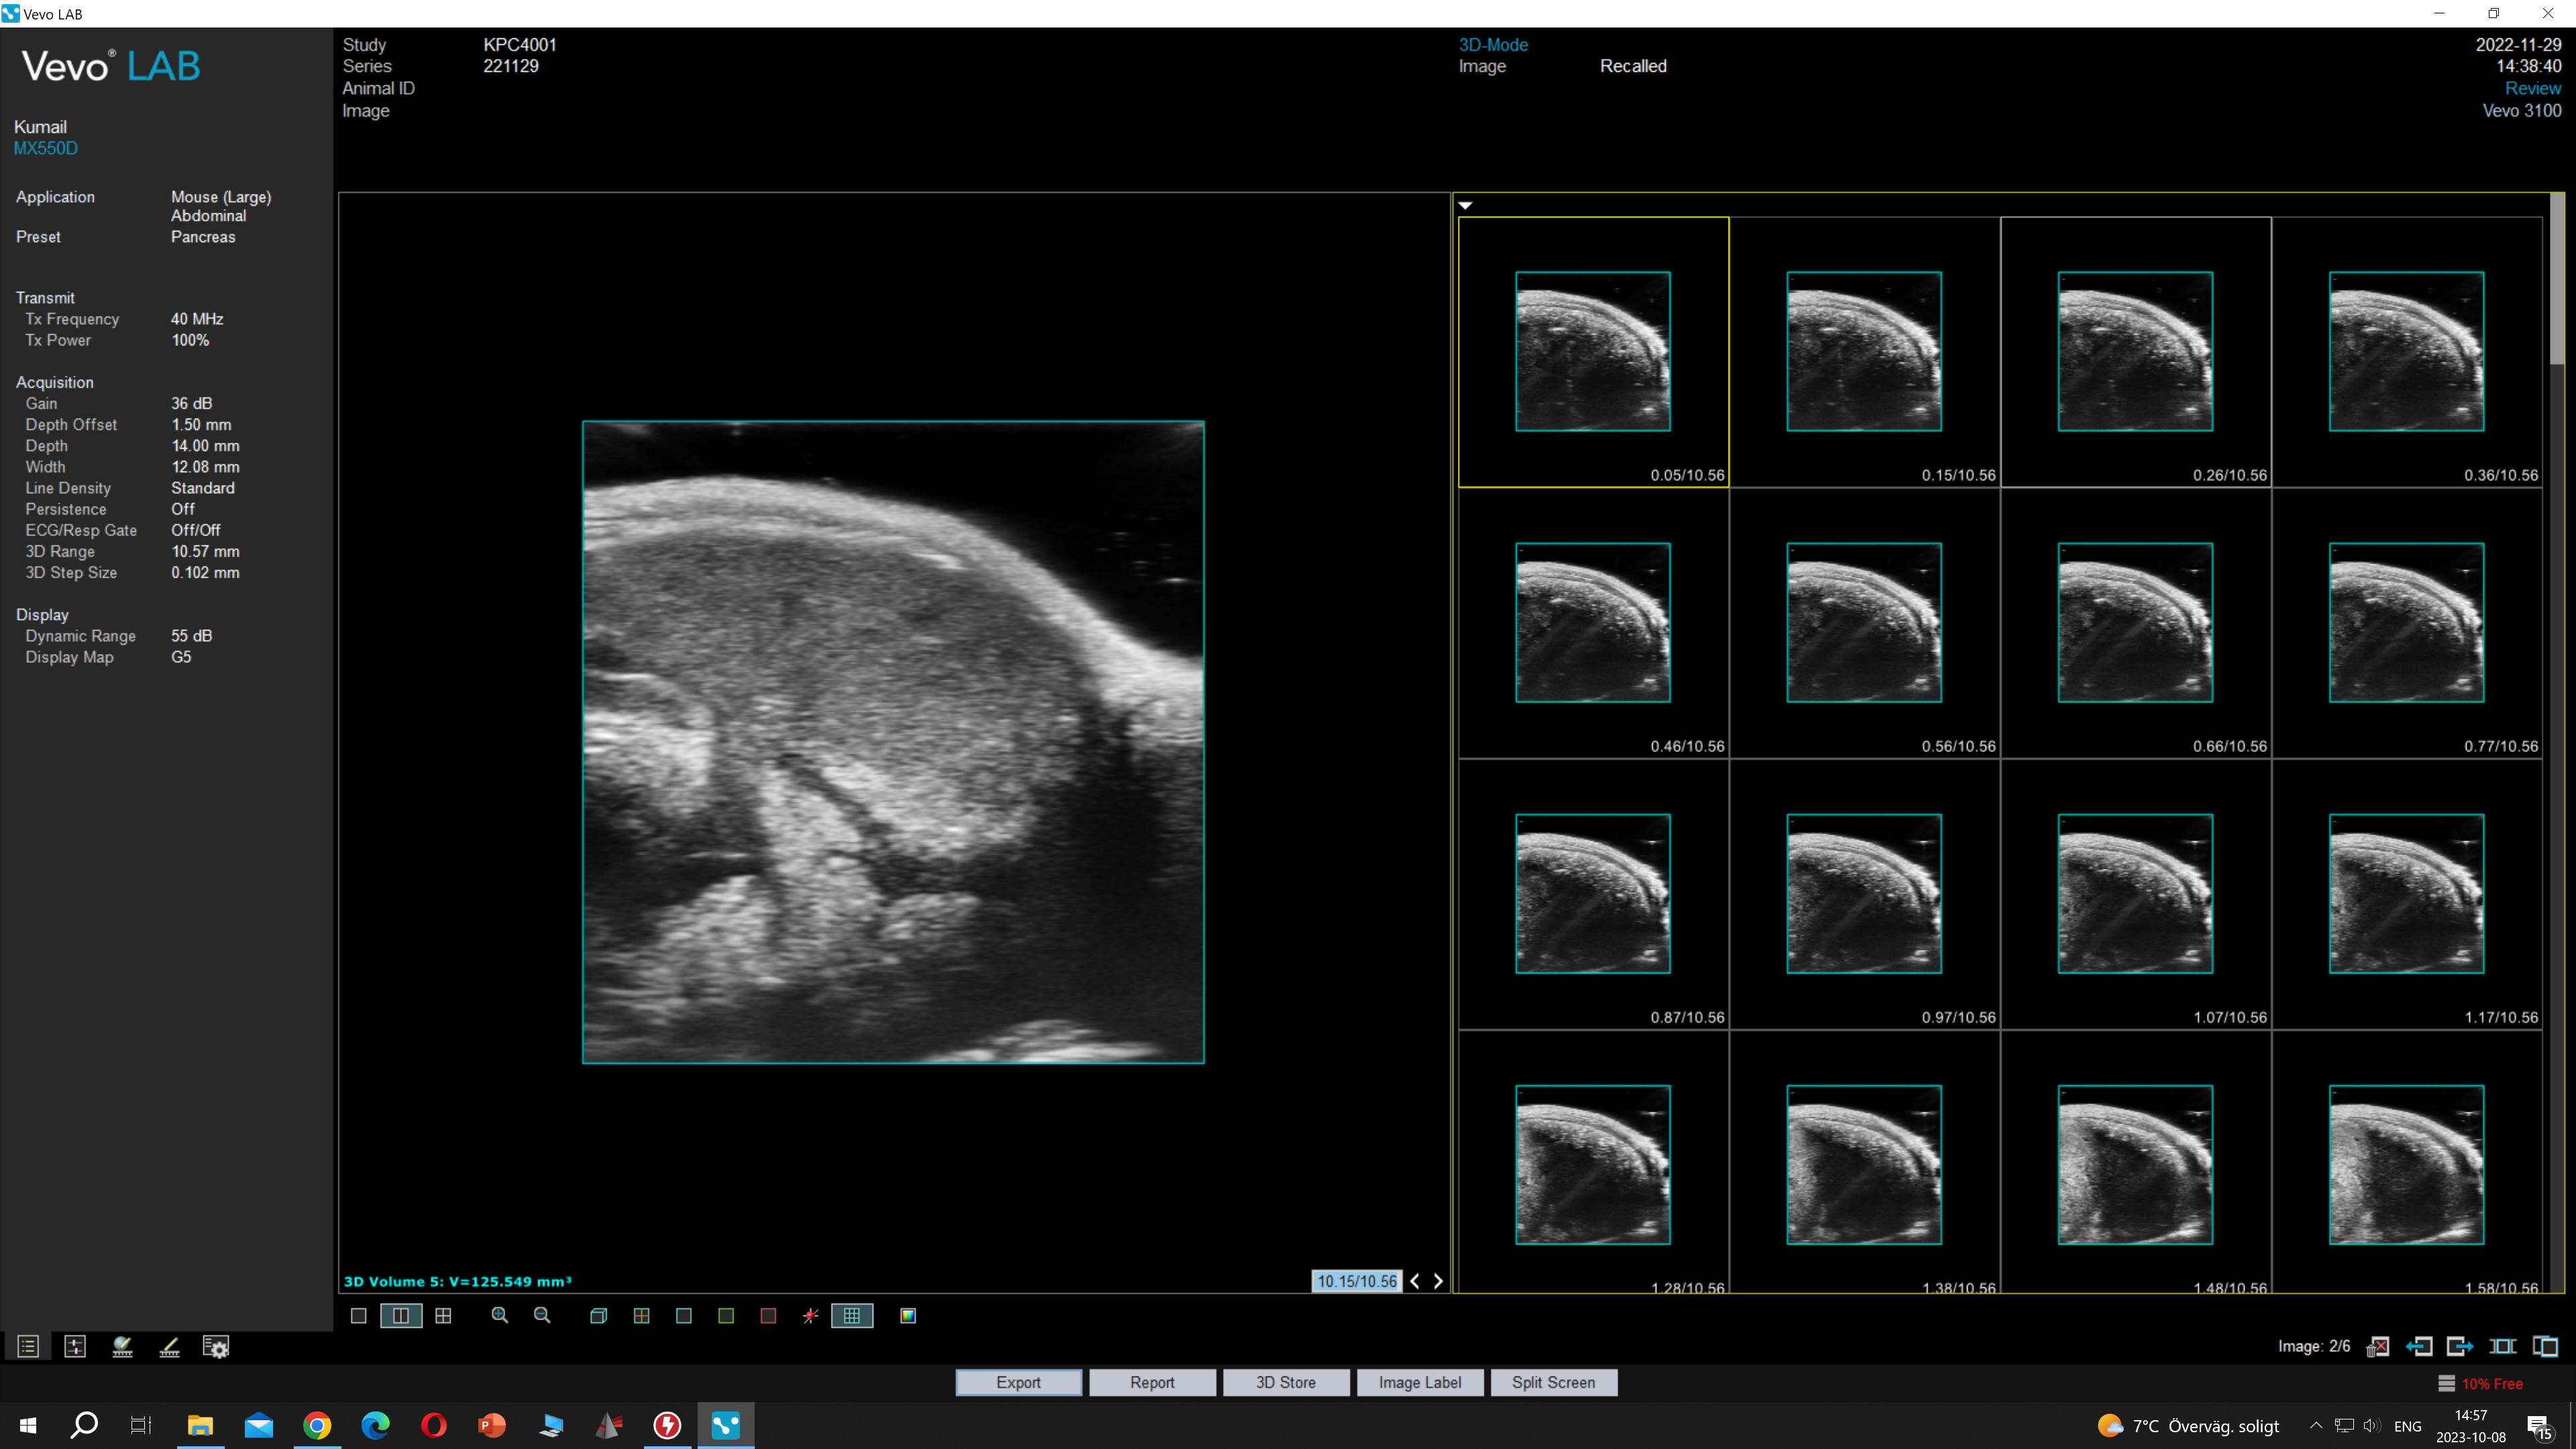 Vevo LAB
Vevo® LAB
Kumail
MX550D
Application Mouse (Large)
Abdominal
Preset Pancreas
Transmit
Tx Frequency 40 MHz
Tx Power 100%
Acquisition
Gain 36 dB
Depth Offset 1.50 mm
Depth 14.00 mm
Width 12.08 mm
Line Density Standard
Persistence Off
ECG/Resp Gate Off/Off
3D Range 10.57 mm
3D Step Size 0.102 mm
Display
Dynamic Range 55 dB
Display Map G5
Study KPC4001
Series 221129
Animal ID
Image
3D-Mode
Image Recalled
2022-11-29
14:38:40
Review
Vevo 3100
0.05/10.56 0.15/10.56 0.26/10.56 0.36/10.56
0.46/10.56 0.56/10.56 0.66/10.56 0.77/10.56
0.87/10.56 0.97/10.56 1.07/10.56 1.17/10.56
1.28/10.56 1.38/10.56 1.48/10.56 1.58/10.56
3D Volume 5: V=125.549 mm³
10.15/10.56
Image: 2/6
Export Report 3D Store Image Label Split Screen
10% Free
7°C Överväg. soligt
ENG
14:57
2023-10-08
15